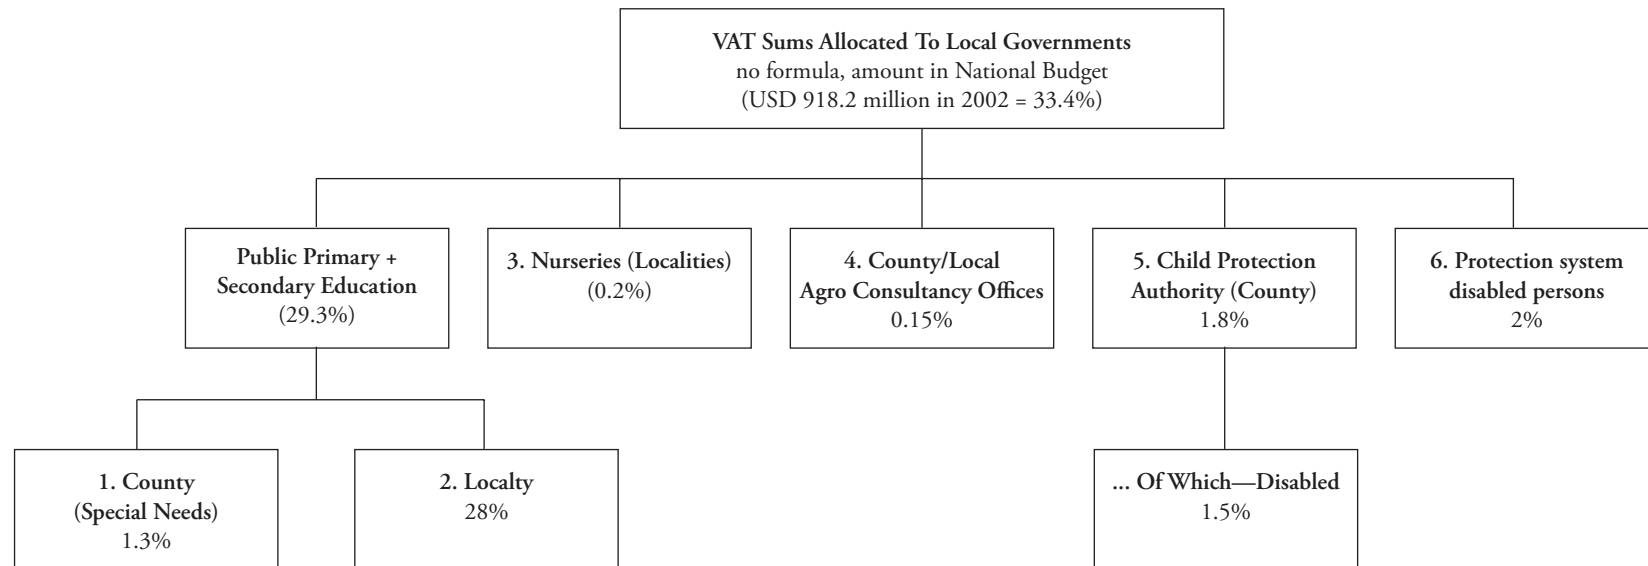 VAT Sums Allocated To Local Governments
no formula, amount in National Budget
(USD 918.2 million in 2002 = 33.4%)
Public Primary +
Secondary Education
(29.3%)
3. Nurseries (Localities)
(0.2%)
4. County/Local
Agro Consultancy Offices
0.15%
5. Child Protection
Authority (County)
1.8%
6. Protection system
disabled persons
2%
1. County
(Special Needs)
1.3%
2. Localty
28%
... Of Which—Disabled
1.5%